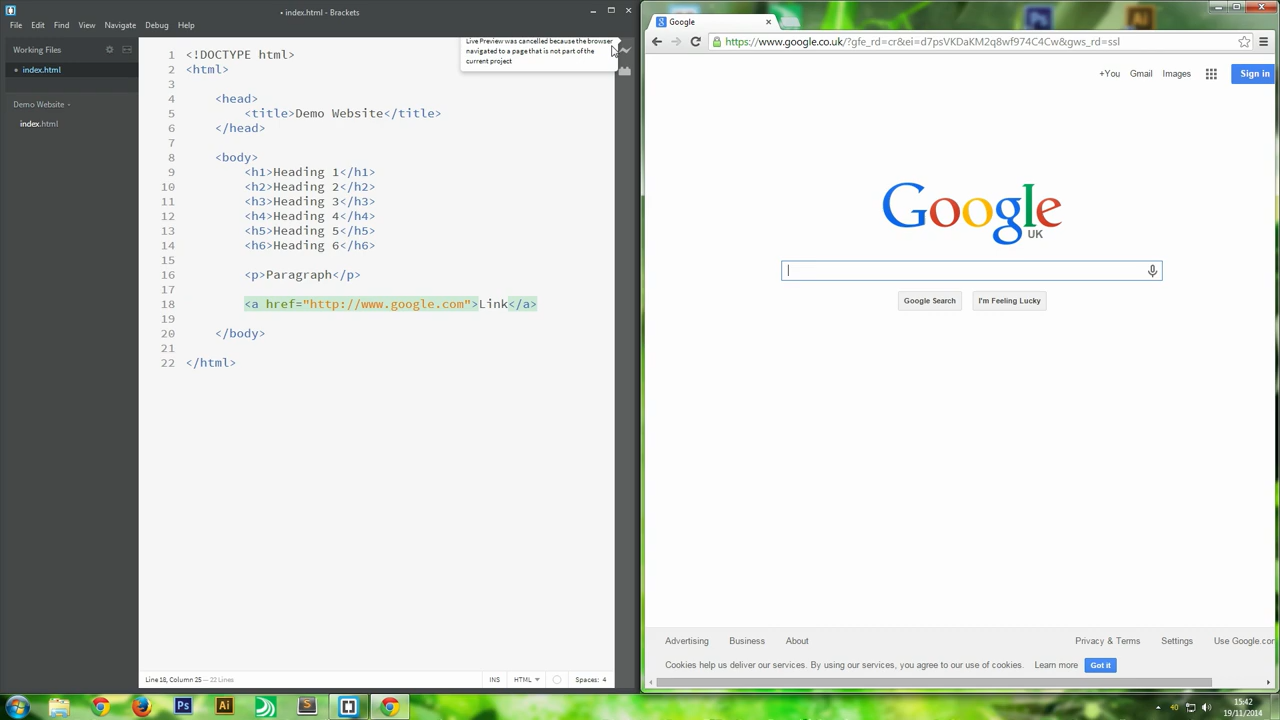 • index.html - Brackets
File Edit Find View Navigate Debug Help
Working Files
• index.html
Demo Website
index.html
Live Preview was cancelled because the browser
navigated to a page that is not part of the
current project
1 <!DOCTYPE html>
2 <html>
3
4 <head>
5 <title>Demo Website</title>
6 </head>
7
8 <body>
9 <h1>Heading 1</h1>
10 <h2>Heading 2</h2>
11 <h3>Heading 3</h3>
12 <h4>Heading 4</h4>
13 <h5>Heading 5</h5>
14 <h6>Heading 6</h6>
15
16 <p>Paragraph</p>
17
18 <a href="http://www.google.com">Link</a>
19
20 </body>
21
22 </html>
Line 18, Column 25 — 22 Lines
INS HTML Spaces: 4
Google
https://www.google.co.uk/?gfe_rd=cr&ei=d7psVKDaKM2q8wf974C4Cw&gws_rd=ssl
+You Gmail Images Sign in
Google
UK
Google Search I'm Feeling Lucky
Advertising Business About Privacy & Terms Settings Use Google.com
Cookies help us deliver our services. By using our services, you agree to our use of cookies. Learn more Got it
Ps Ai S
15:42
19/11/2014